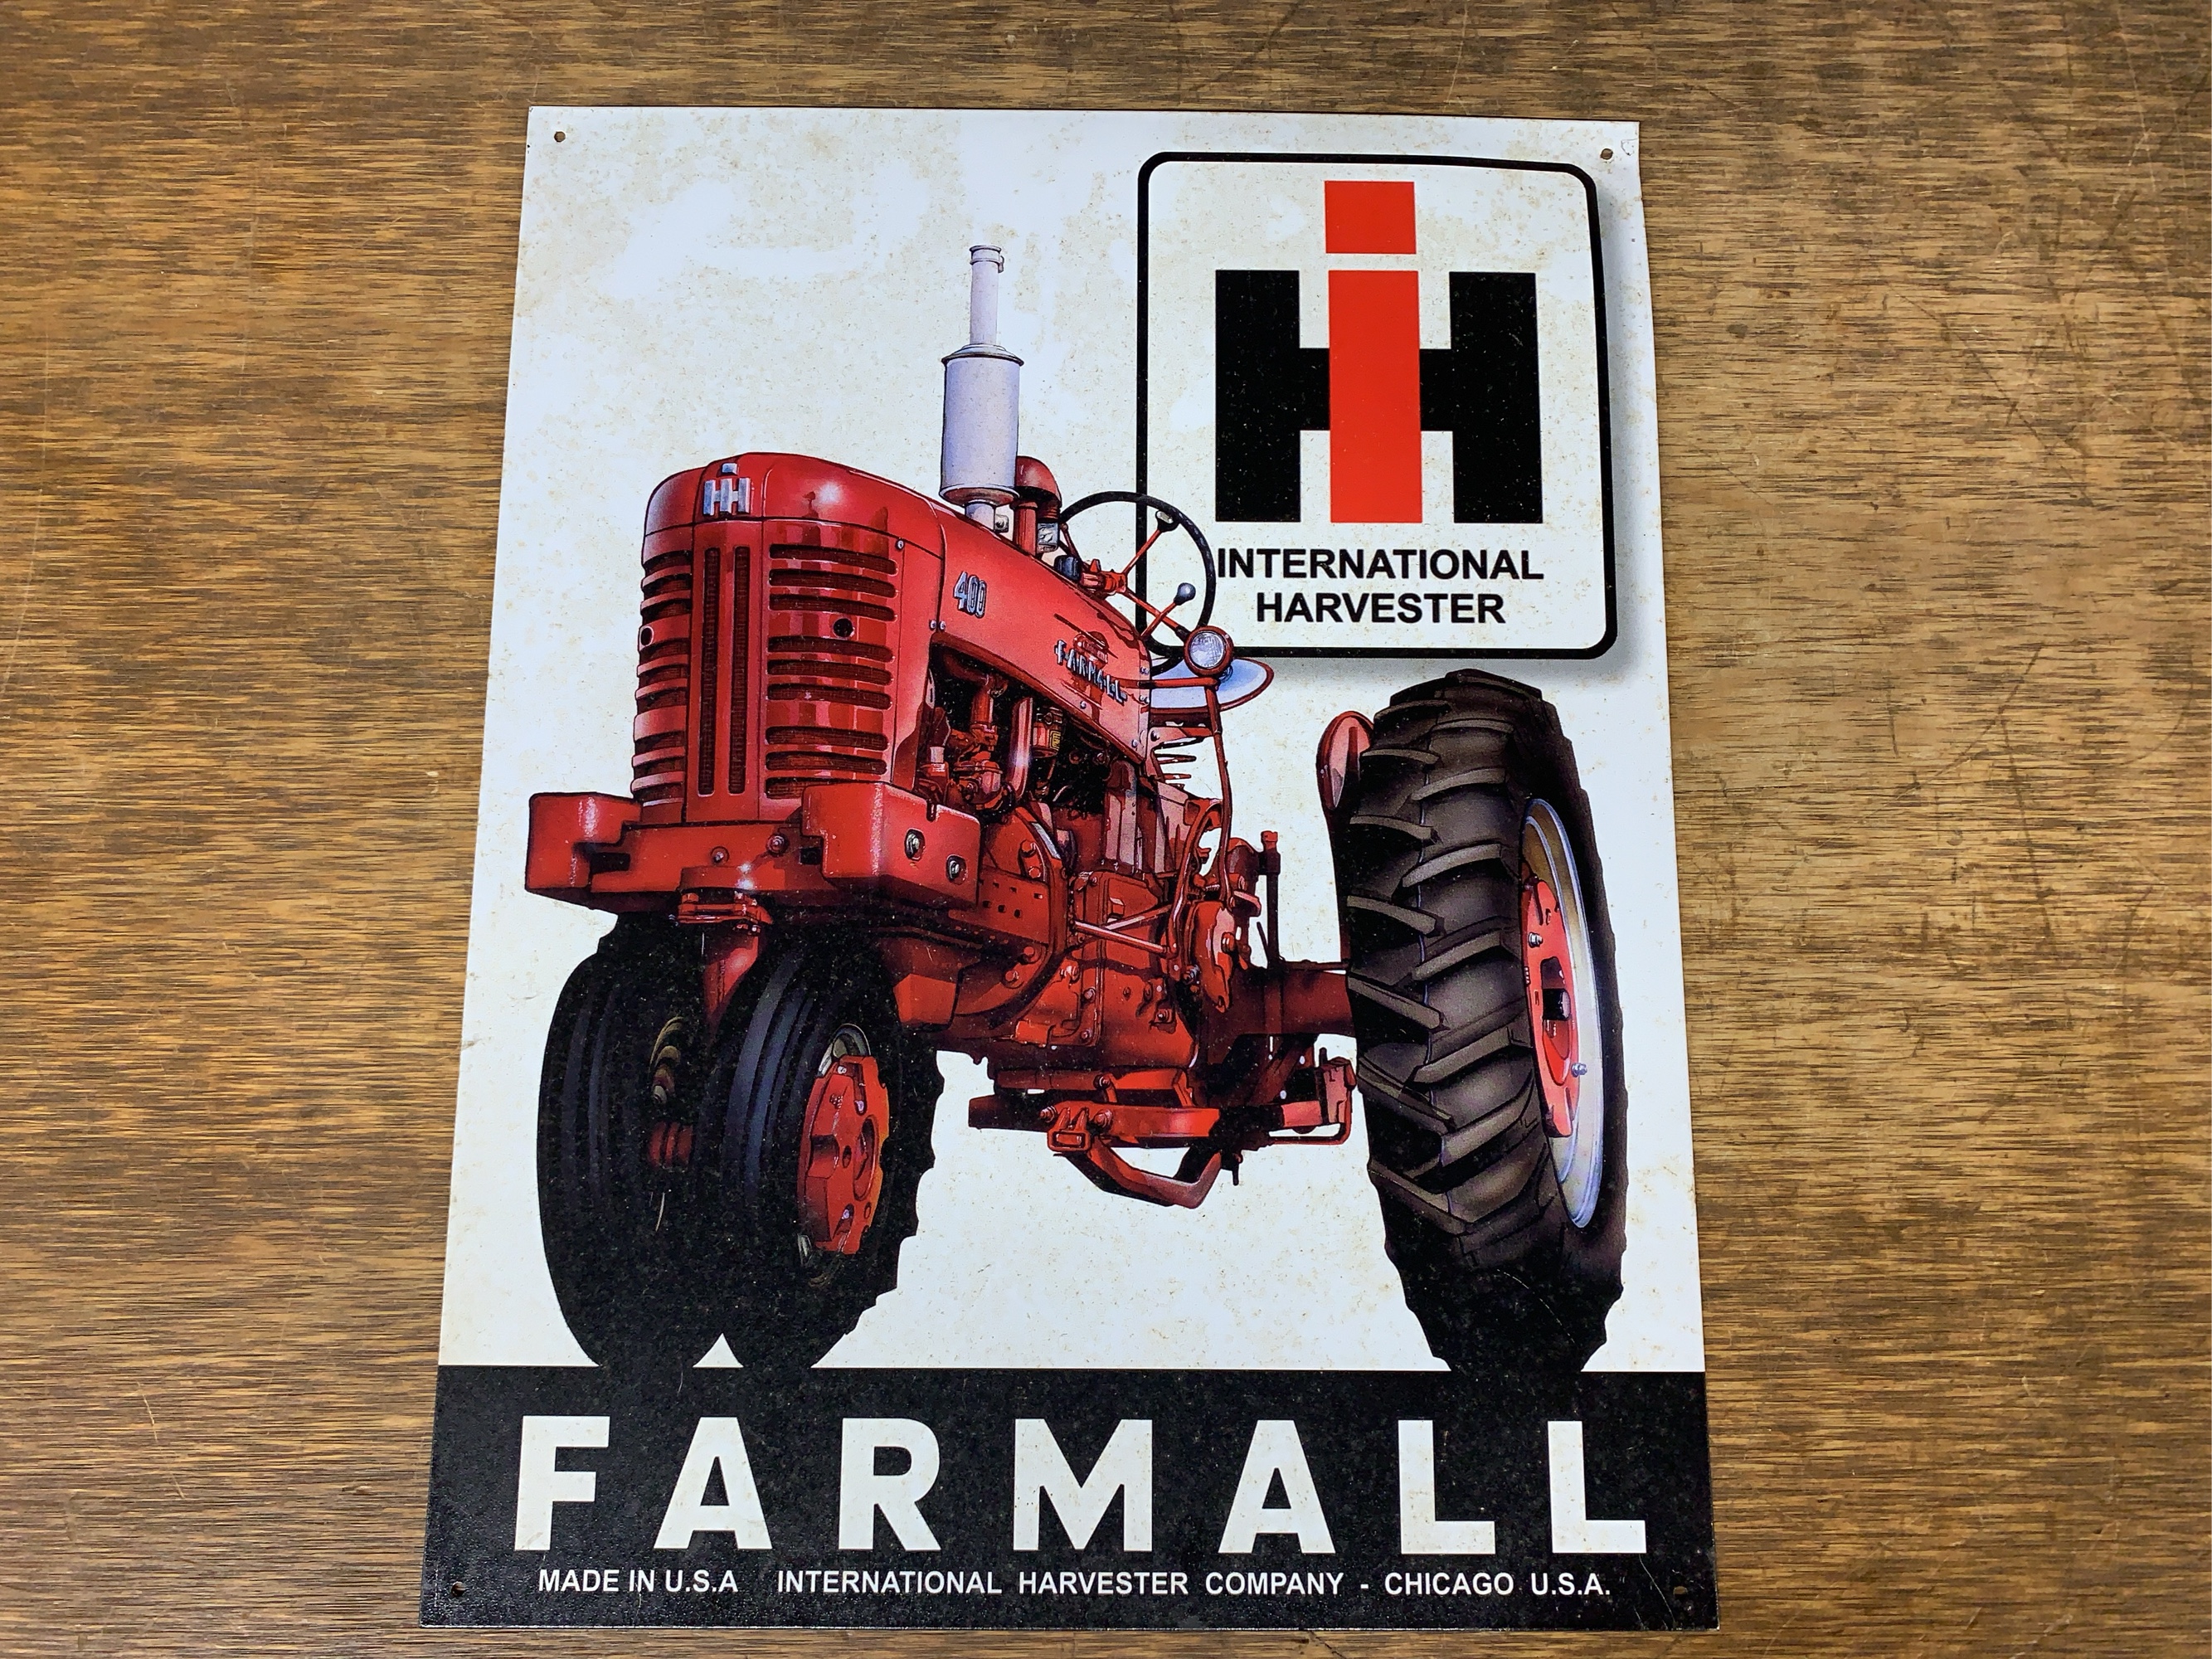 IH
INTERNATIONAL
HARVESTER
IH
400
FARMALL
FARMALL
MADE IN U.S.A INTERNATIONAL HARVESTER COMPANY - CHICAGO U.S.A.